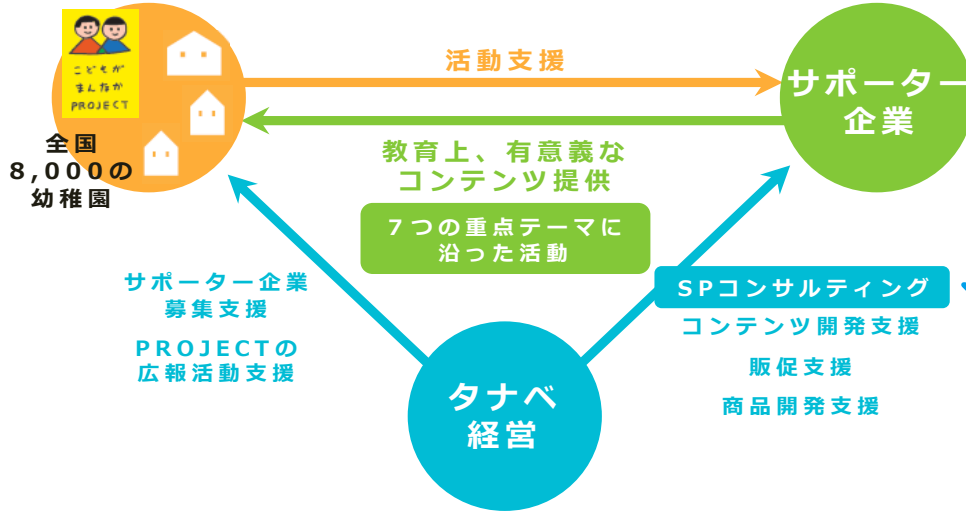 こどもが
まんなか
PROJECT
全国
8,000の
幼稚園
活動支援
サポーター
企業
教育上、有意義な
コンテンツ提供
７つの重点テーマに
沿った活動
サポーター企業
募集支援
PROJECTの
広報活動支援
SPコンサルティング
コンテンツ開発支援
販促支援
商品開発支援
タナベ
経営